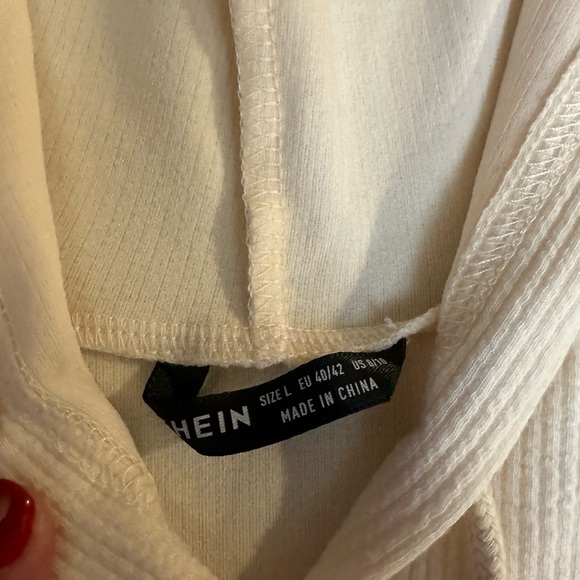 HEIN
SIZE L EU 40/42 US 8/10
MADE IN CHINA